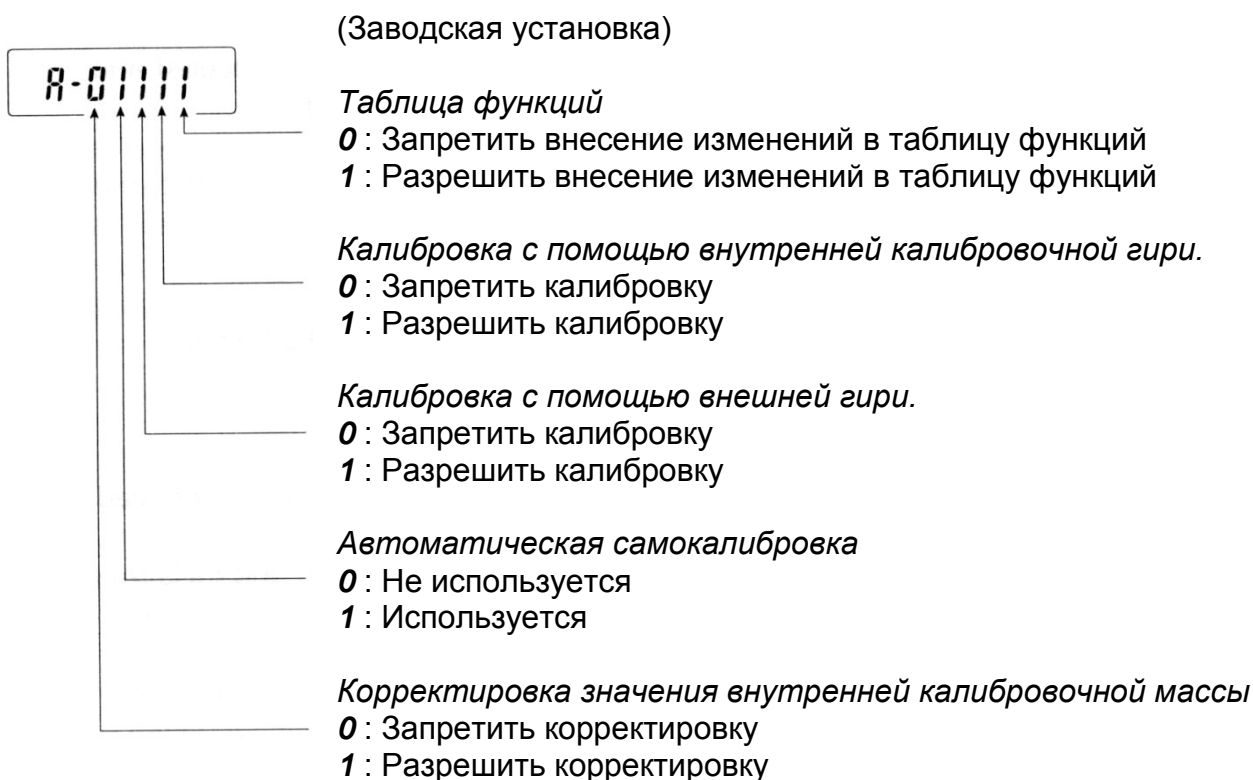 (Заводская установка)
A-01111
Таблица функций
0 : Запретить внесение изменений в таблицу функций
1 : Разрешить внесение изменений в таблицу функций
Калибровка с помощью внутренней калибровочной гири.
0 : Запретить калибровку
1 : Разрешить калибровку
Калибровка с помощью внешней гири.
0 : Запретить калибровку
1 : Разрешить калибровку
Автоматическая самокалибровка
0 : Не используется
1 : Используется
Корректировка значения внутренней калибровочной массы
0 : Запретить корректировку
1 : Разрешить корректировку